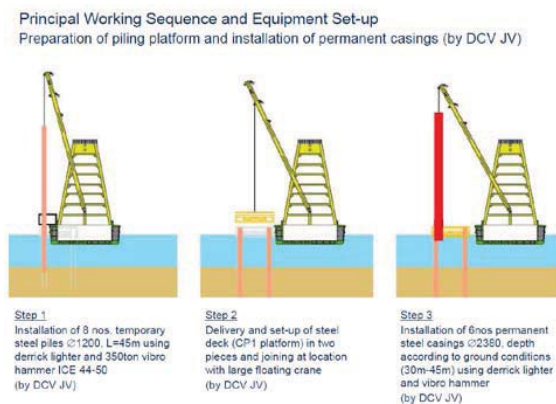 Principal Working Sequence and Equipment Set-up
Preparation of piling platform and installation of permanent casings (by DCV JV)
Step 1
Installation of 8 nos. temporary
steel piles ∅1200, L=45m using
derrick lighter and 350ton vibro
hammer ICE 44-50
(by DCV JV)
Step 2
Delivery and set-up of steel
deck (CP1 platform) in two
pieces and joining at location
with large floating crane
(by DCV JV)
Step 3
Installation of 6nos permanent
steel casings ∅2380, depth
according to ground conditions
(30m-45m) using derrick lighter
and vibro hammer
(by DCV JV)